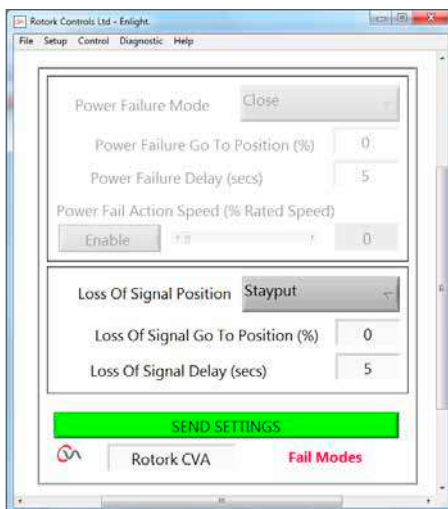 Rotork Controls Ltd - Enlight.
File Setup Control Diagnostic Help
Power Failure Mode Close
Power Failure Go To Position (%) 0
Power Failure Delay (secs) 5
Power Fail Action Speed (% Rated Speed)
Enable 0
Loss Of Signal Position Stayput
Loss Of Signal Go To Position (%) 0
Loss Of Signal Delay (secs) 5
SEND SETTINGS
Rotork CVA Fail Modes